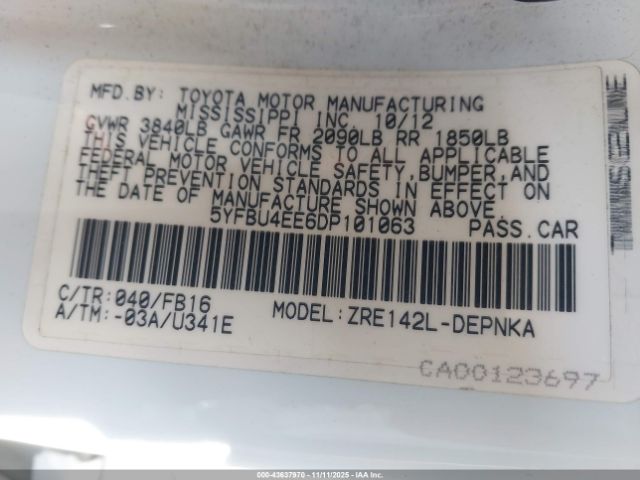 MFD.BY: TOYOTA MOTOR MANUFACTURING
MISSISSIPPI INC. 10/12
GVWR 3840LB GAWR FR 2090LB RR 1850LB
THIS VEHICLE CONFORMS TO ALL APPLICABLE
FEDERAL MOTOR VEHICLE SAFETY,BUMPER,AND
THEFT PREVENTION STANDARDS IN EFFECT ON
THE DATE OF MANUFACTURE SHOWN ABOVE.
5YFBU4EE6DP101063 PASS.CAR
C/TR:040/FB16
A/TM:-03A/U341E
MODEL:ZRE142L-DEPNKA
CA00123697
000-43637970 - 11/11/2025 - IAA Inc.